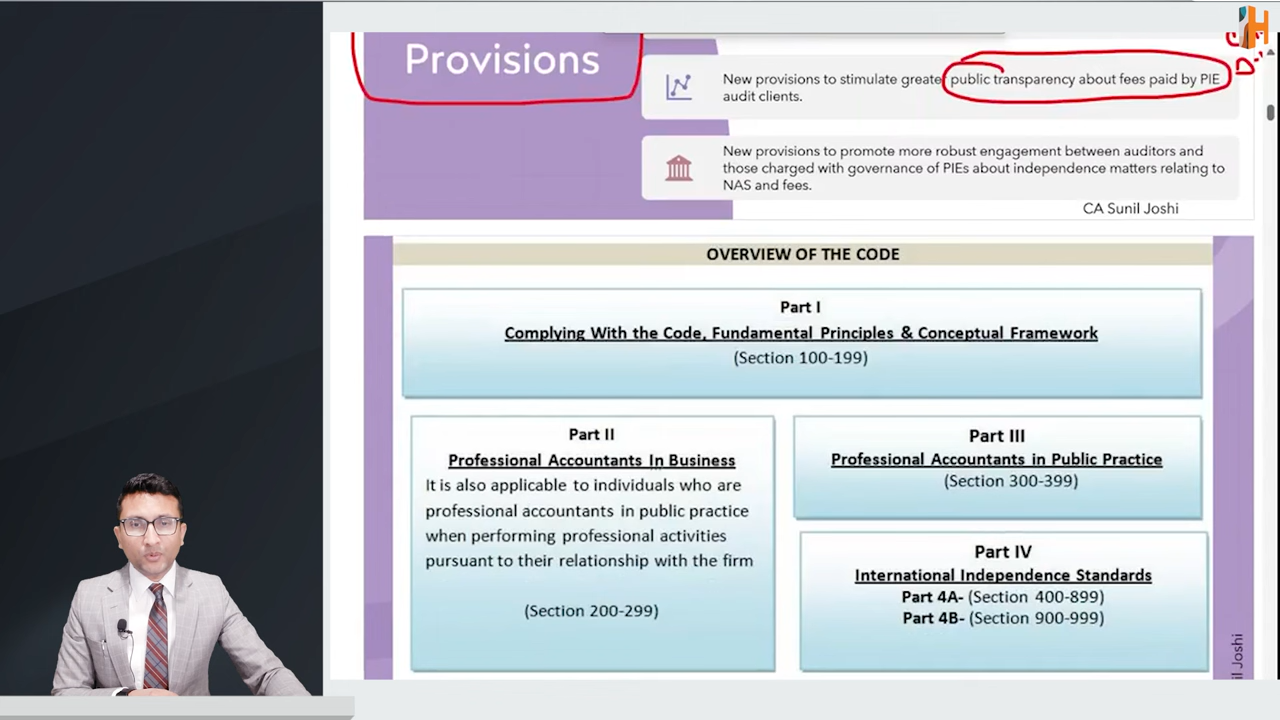 Provisions
New provisions to stimulate greater public transparency about fees paid by PIE
audit clients.
New provisions to promote more robust engagement between auditors and
those charged with governance of PIEs about independence matters relating to
NAS and fees.
CA Sunil Joshi
OVERVIEW OF THE CODE
Part I
Complying With the Code, Fundamental Principles & Conceptual Framework
(Section 100-199)
Part II
Professional Accountants In Business
It is also applicable to individuals who are
professional accountants in public practice
when performing professional activities
pursuant to their relationship with the firm
(Section 200-299)
Part III
Professional Accountants in Public Practice
(Section 300-399)
Part IV
International Independence Standards
Part 4A- (Section 400-899)
Part 4B- (Section 900-999)
il Joshi